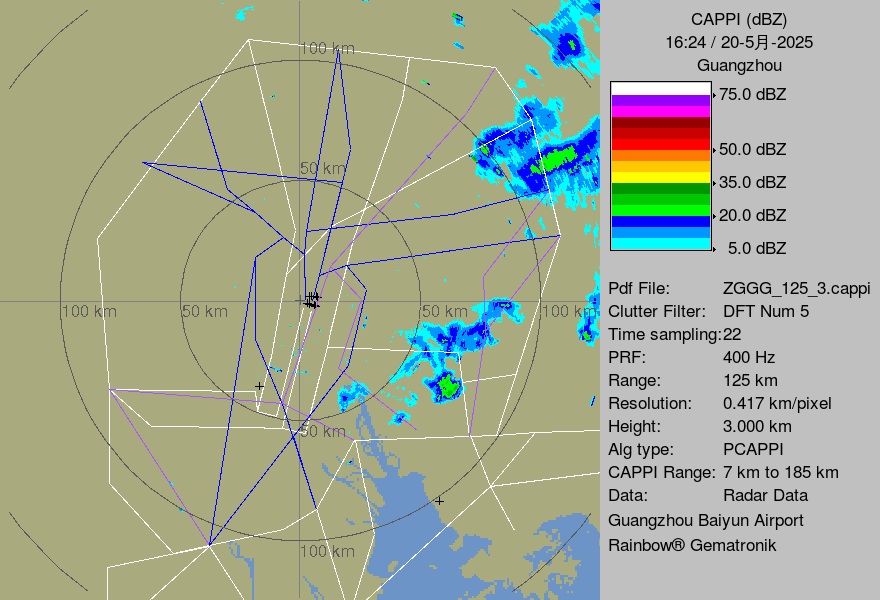 CAPPI (dBZ)
16:24 / 20-5月-2025
Guangzhou
75.0 dBZ
50.0 dBZ
35.0 dBZ
20.0 dBZ
5.0 dBZ
Pdf File: ZGGG_125_3.cappi
Clutter Filter: DFT Num 5
Time sampling:22
PRF: 400 Hz
Range: 125 km
Resolution: 0.417 km/pixel
Height: 3.000 km
Alg type: PCAPPI
CAPPI Range: 7 km to 185 km
Data: Radar Data
Guangzhou Baiyun Airport
Rainbow® Gematronik
100 km
50 km
100 km
50 km
50 km
100 km
50 km
100 km